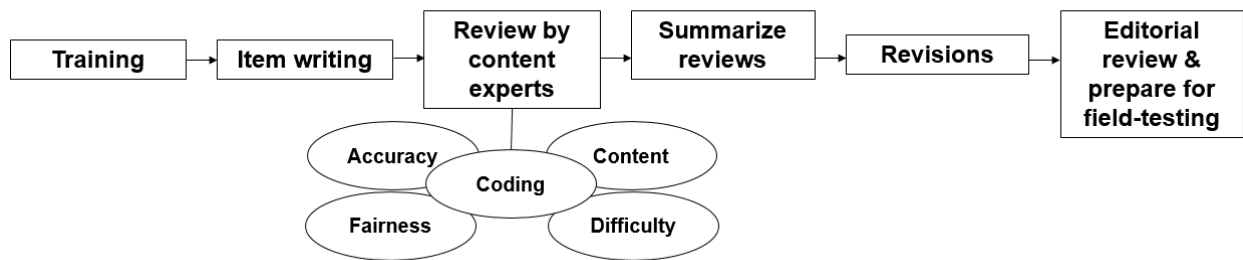 Training
Item writing
Review by
content
experts
Summarize
reviews
Revisions
Editorial
review &
prepare for
field-testing
Accuracy
Content
Coding
Fairness
Difficulty